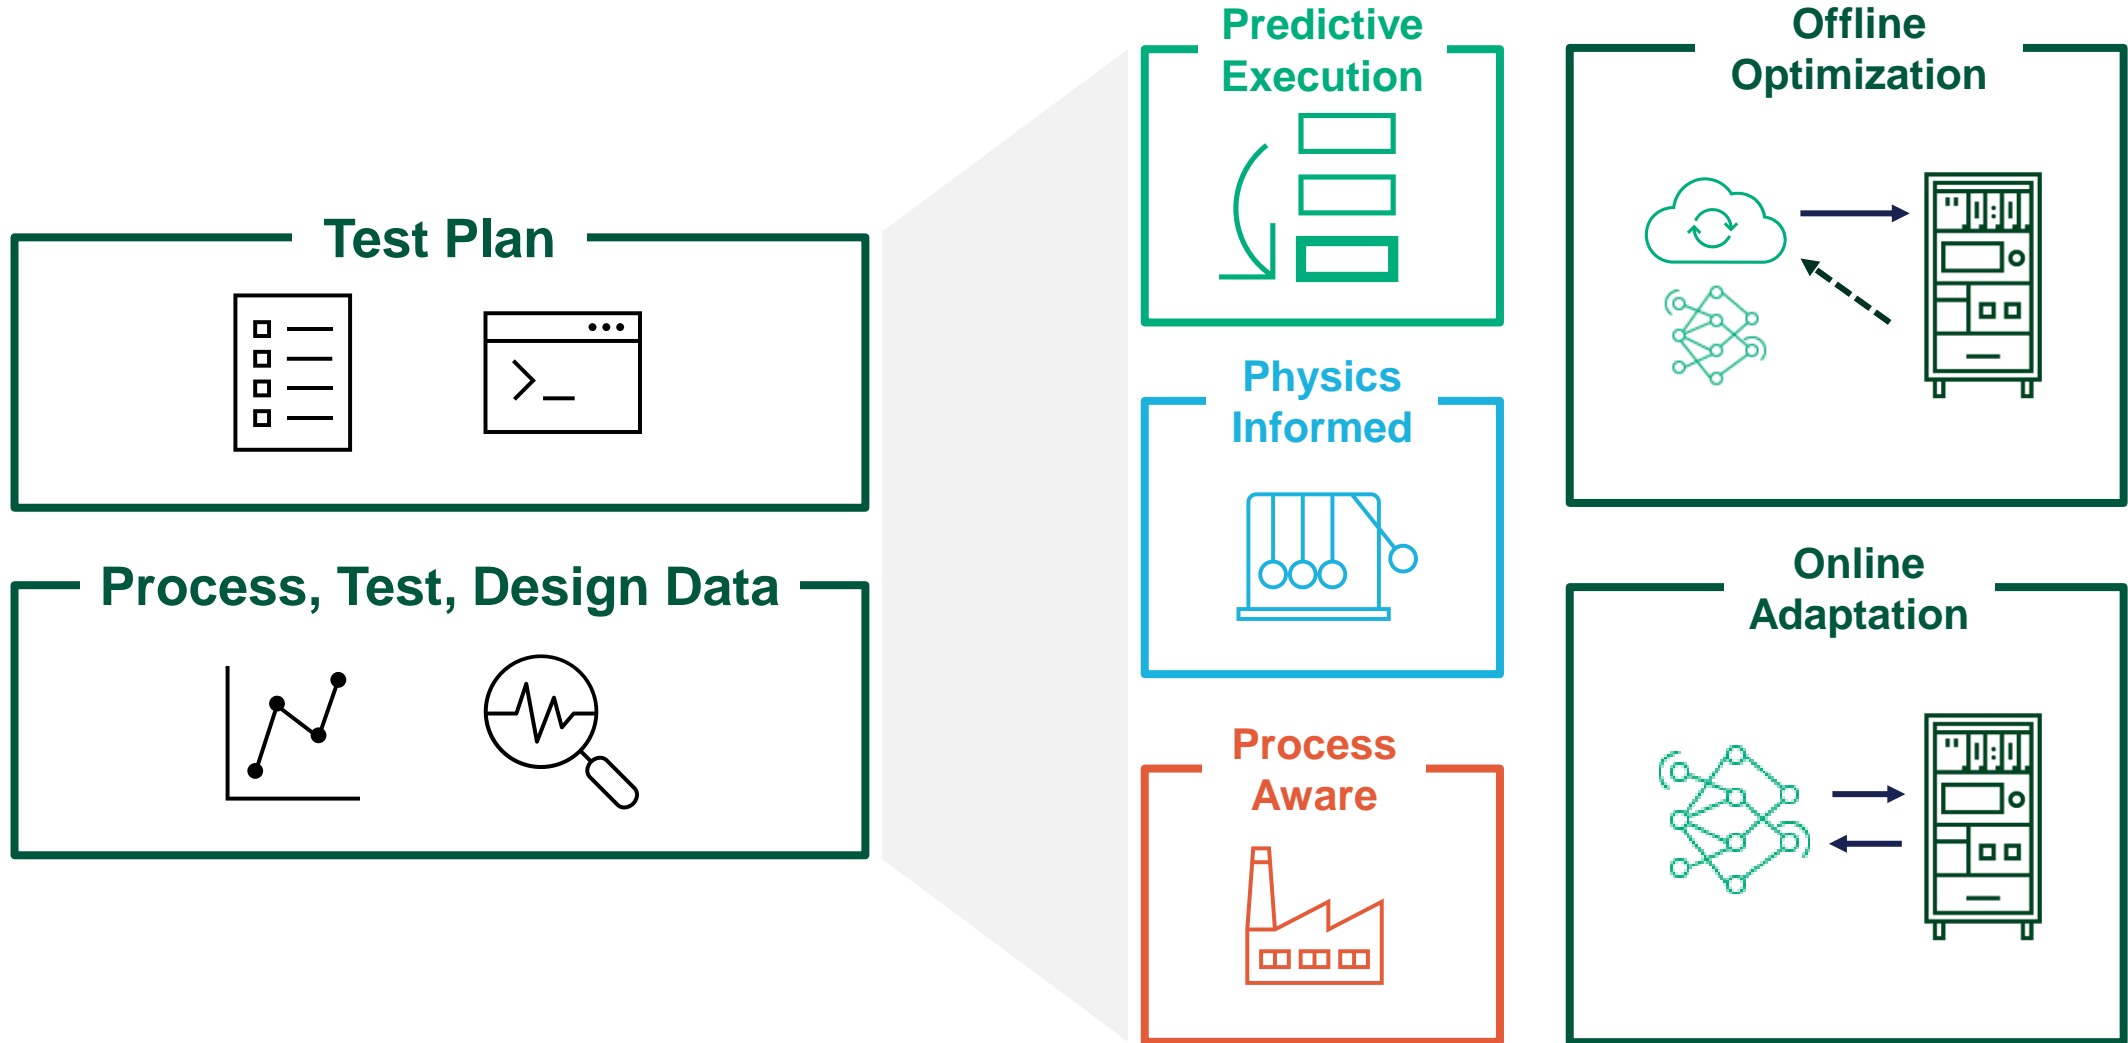 Test Plan
Process, Test, Design Data
Predictive
Execution
Physics
Informed
Process
Aware
Offline
Optimization
Online
Adaptation